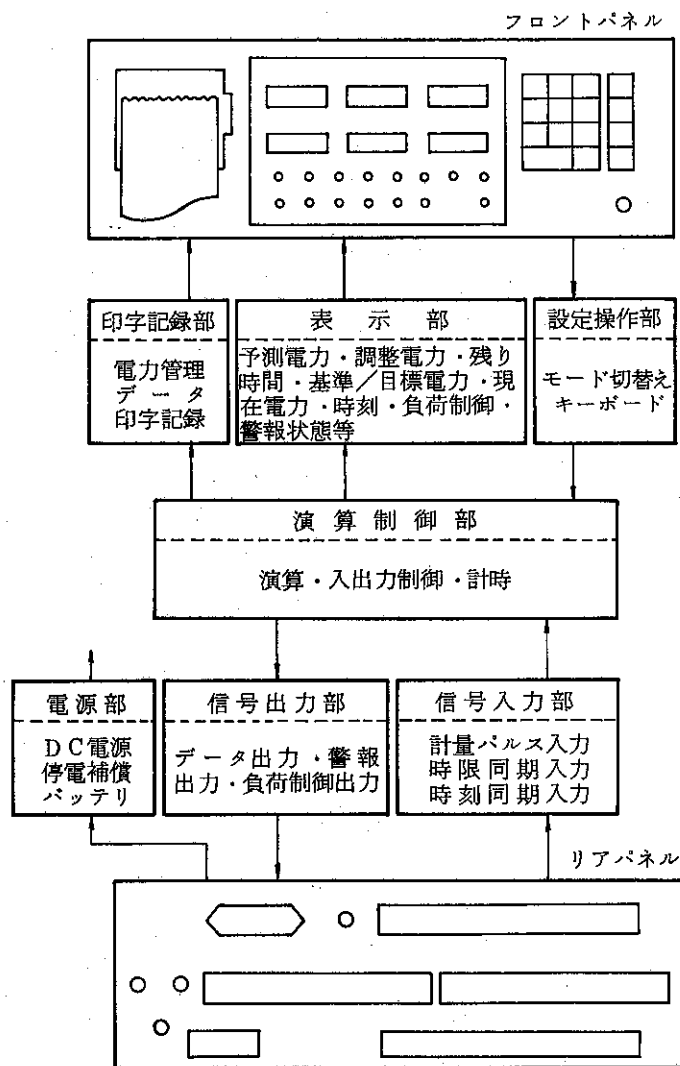 フロントパネル
印字記録部
電力管理
データ
印字記録
表示部
予測電力・調整電力・残り
時間・基準／目標電力・現
在電力・時刻・負荷制御・
警報状態等
設定操作部
モード切替え
キーボード
演算制御部
演算・入出力制御・計時
電源部
DC電源
停電補償
バッテリ
信号出力部
データ出力・警報
出力・負荷制御出力
信号入力部
計量パルス入力
時限同期入力
時刻同期入力
リアパネル